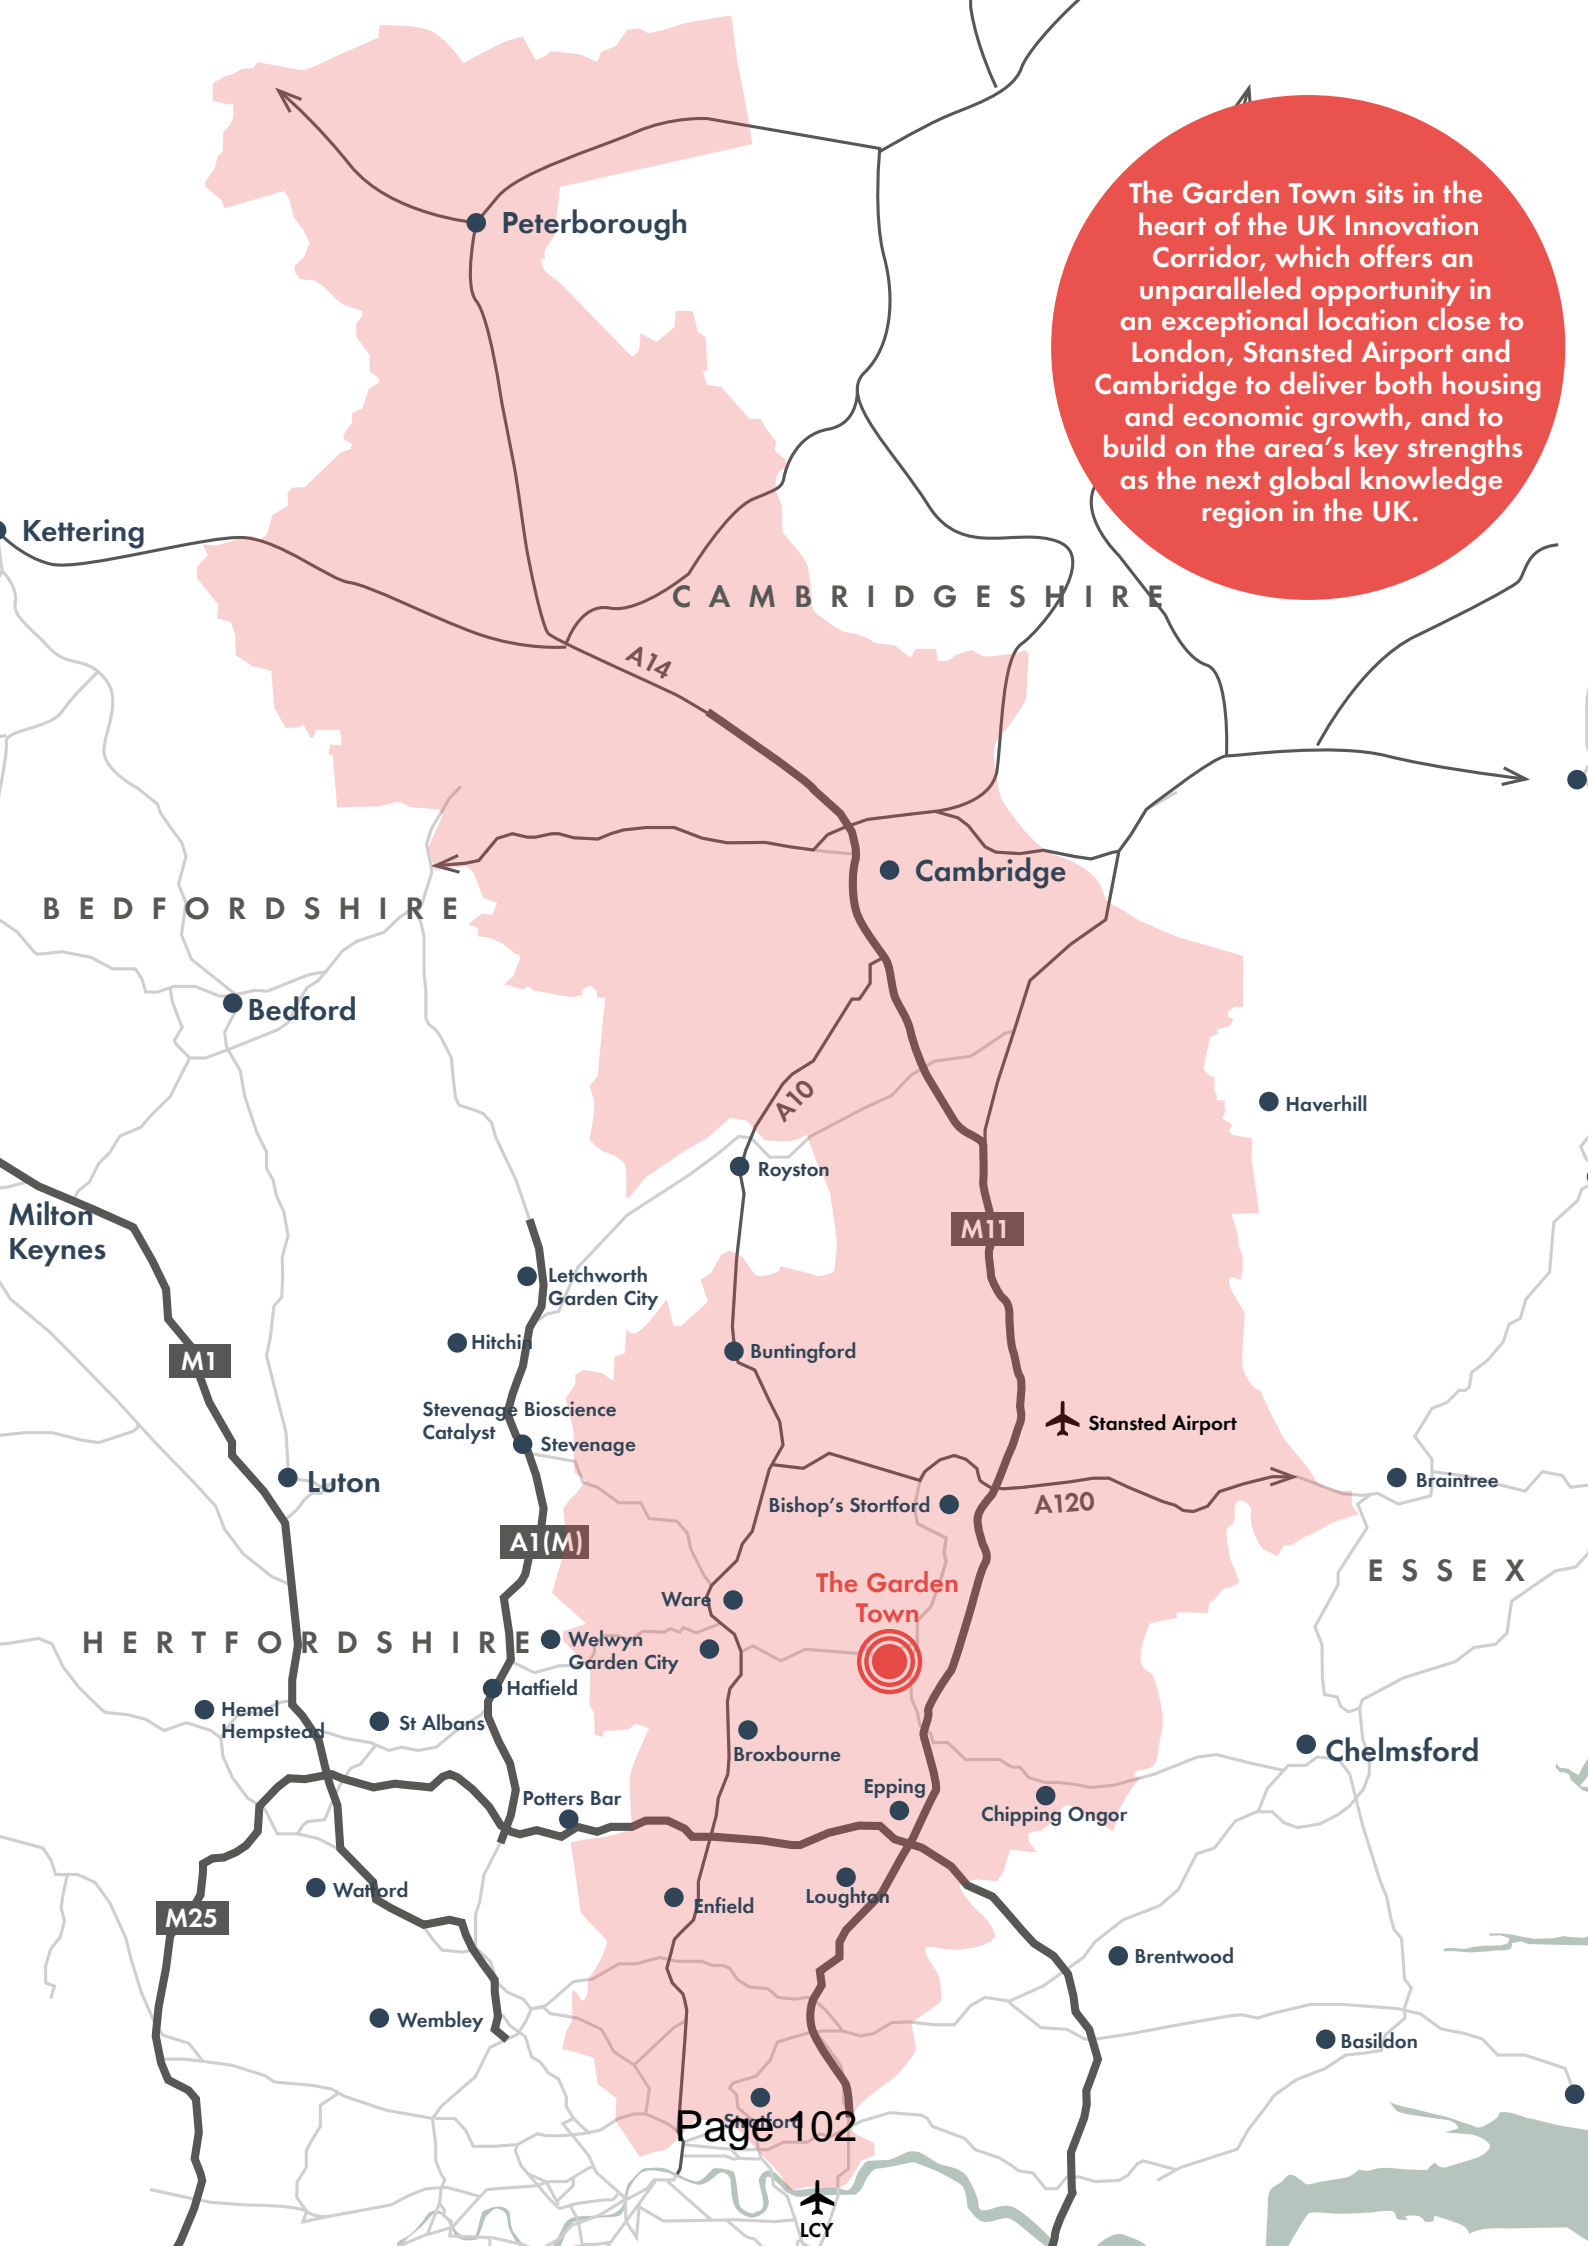 The Garden Town sits in the
heart of the UK Innovation
Corridor, which offers an
unparalleled opportunity in
an exceptional location close to
London, Stansted Airport and
Cambridge to deliver both housing
and economic growth, and to
build on the area's key strengths
as the next global knowledge
region in the UK.
Peterborough
Kettering
CAMBRIDGESHIRE
A14
Cambridge
BEDFORDSHIRE
Bedford
A10
Haverhill
Royston
Milton
Keynes
M11
Letchworth
Garden City
Hitchin
Buntingford
M1
Stevenage Bioscience
Catalyst
Stevenage
Stansted Airport
Luton
Braintree
Bishop's Stortford
A120
A1(M)
ESSEX
The Garden
Town
Ware
HERTFORDSHIRE
Welwyn
Garden City
Hatfield
Hemel
Hempstead
St Albans
Broxbourne
Chelmsford
Epping
Potters Bar
Chipping Ongor
Watford
Loughton
Enfield
M25
Brentwood
Wembley
Basildon
Stratford
Page 102
LCY